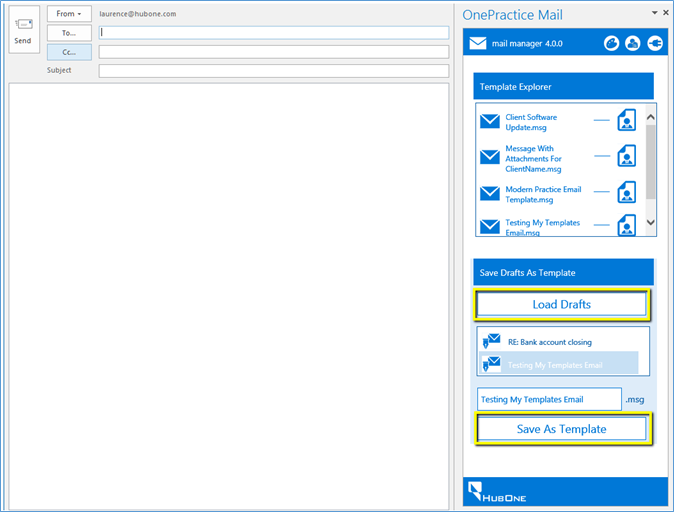 From
laurence@hubone.com
Send
To...
Cc...
Subject
OnePractice Mail
mail manager 4.0.0
Template Explorer
Client Software
Update.msg
Message With
Attachments For
ClientName.msg
Modern Practice Email
Template.msg
Testing My Templates
Email.msg
Save Drafts As Template
Load Drafts
RE: Bank account closing
Testing My Templates Email
Testing My Templates Email
.msg
Save As Template
HUBONE